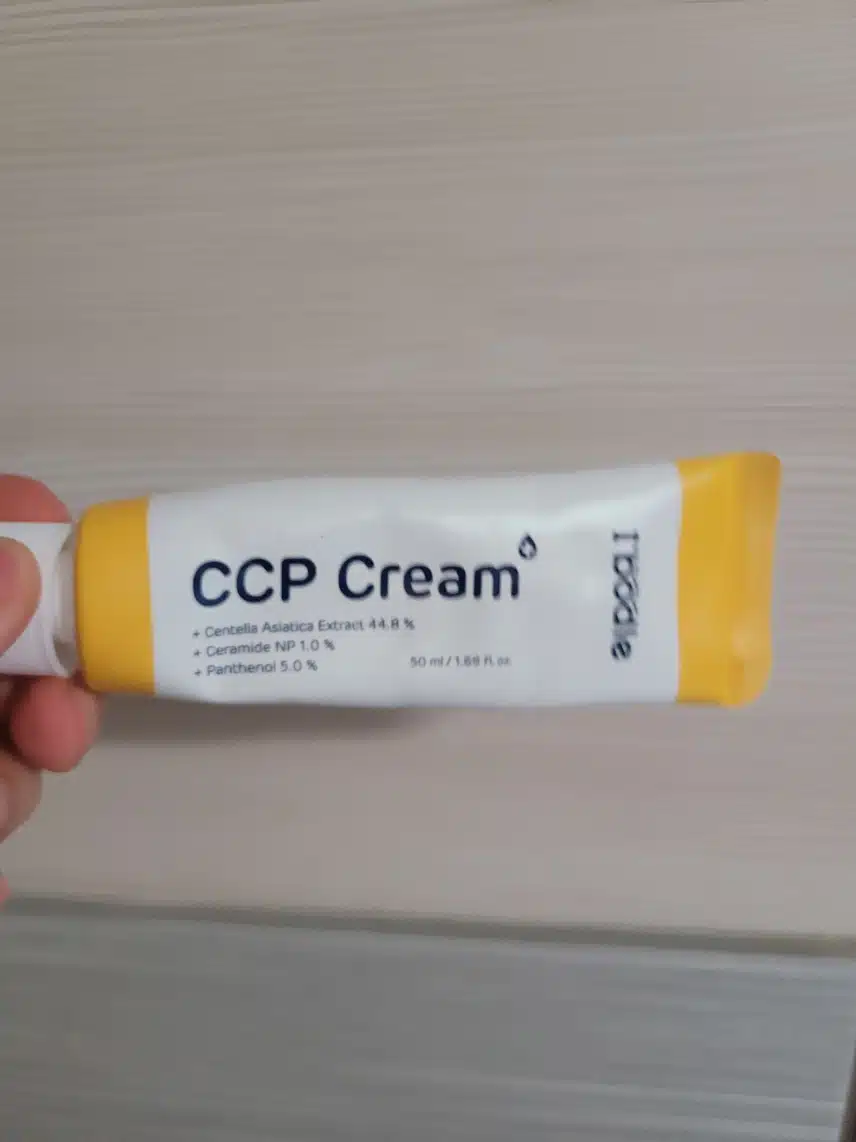 CCP Cream
+ Centella Asiatica Extract 44.8 %
+ Ceramide NP 1.0 %
+ Panthenol 5.0 %
50 ml / 1.69 fl. oz.